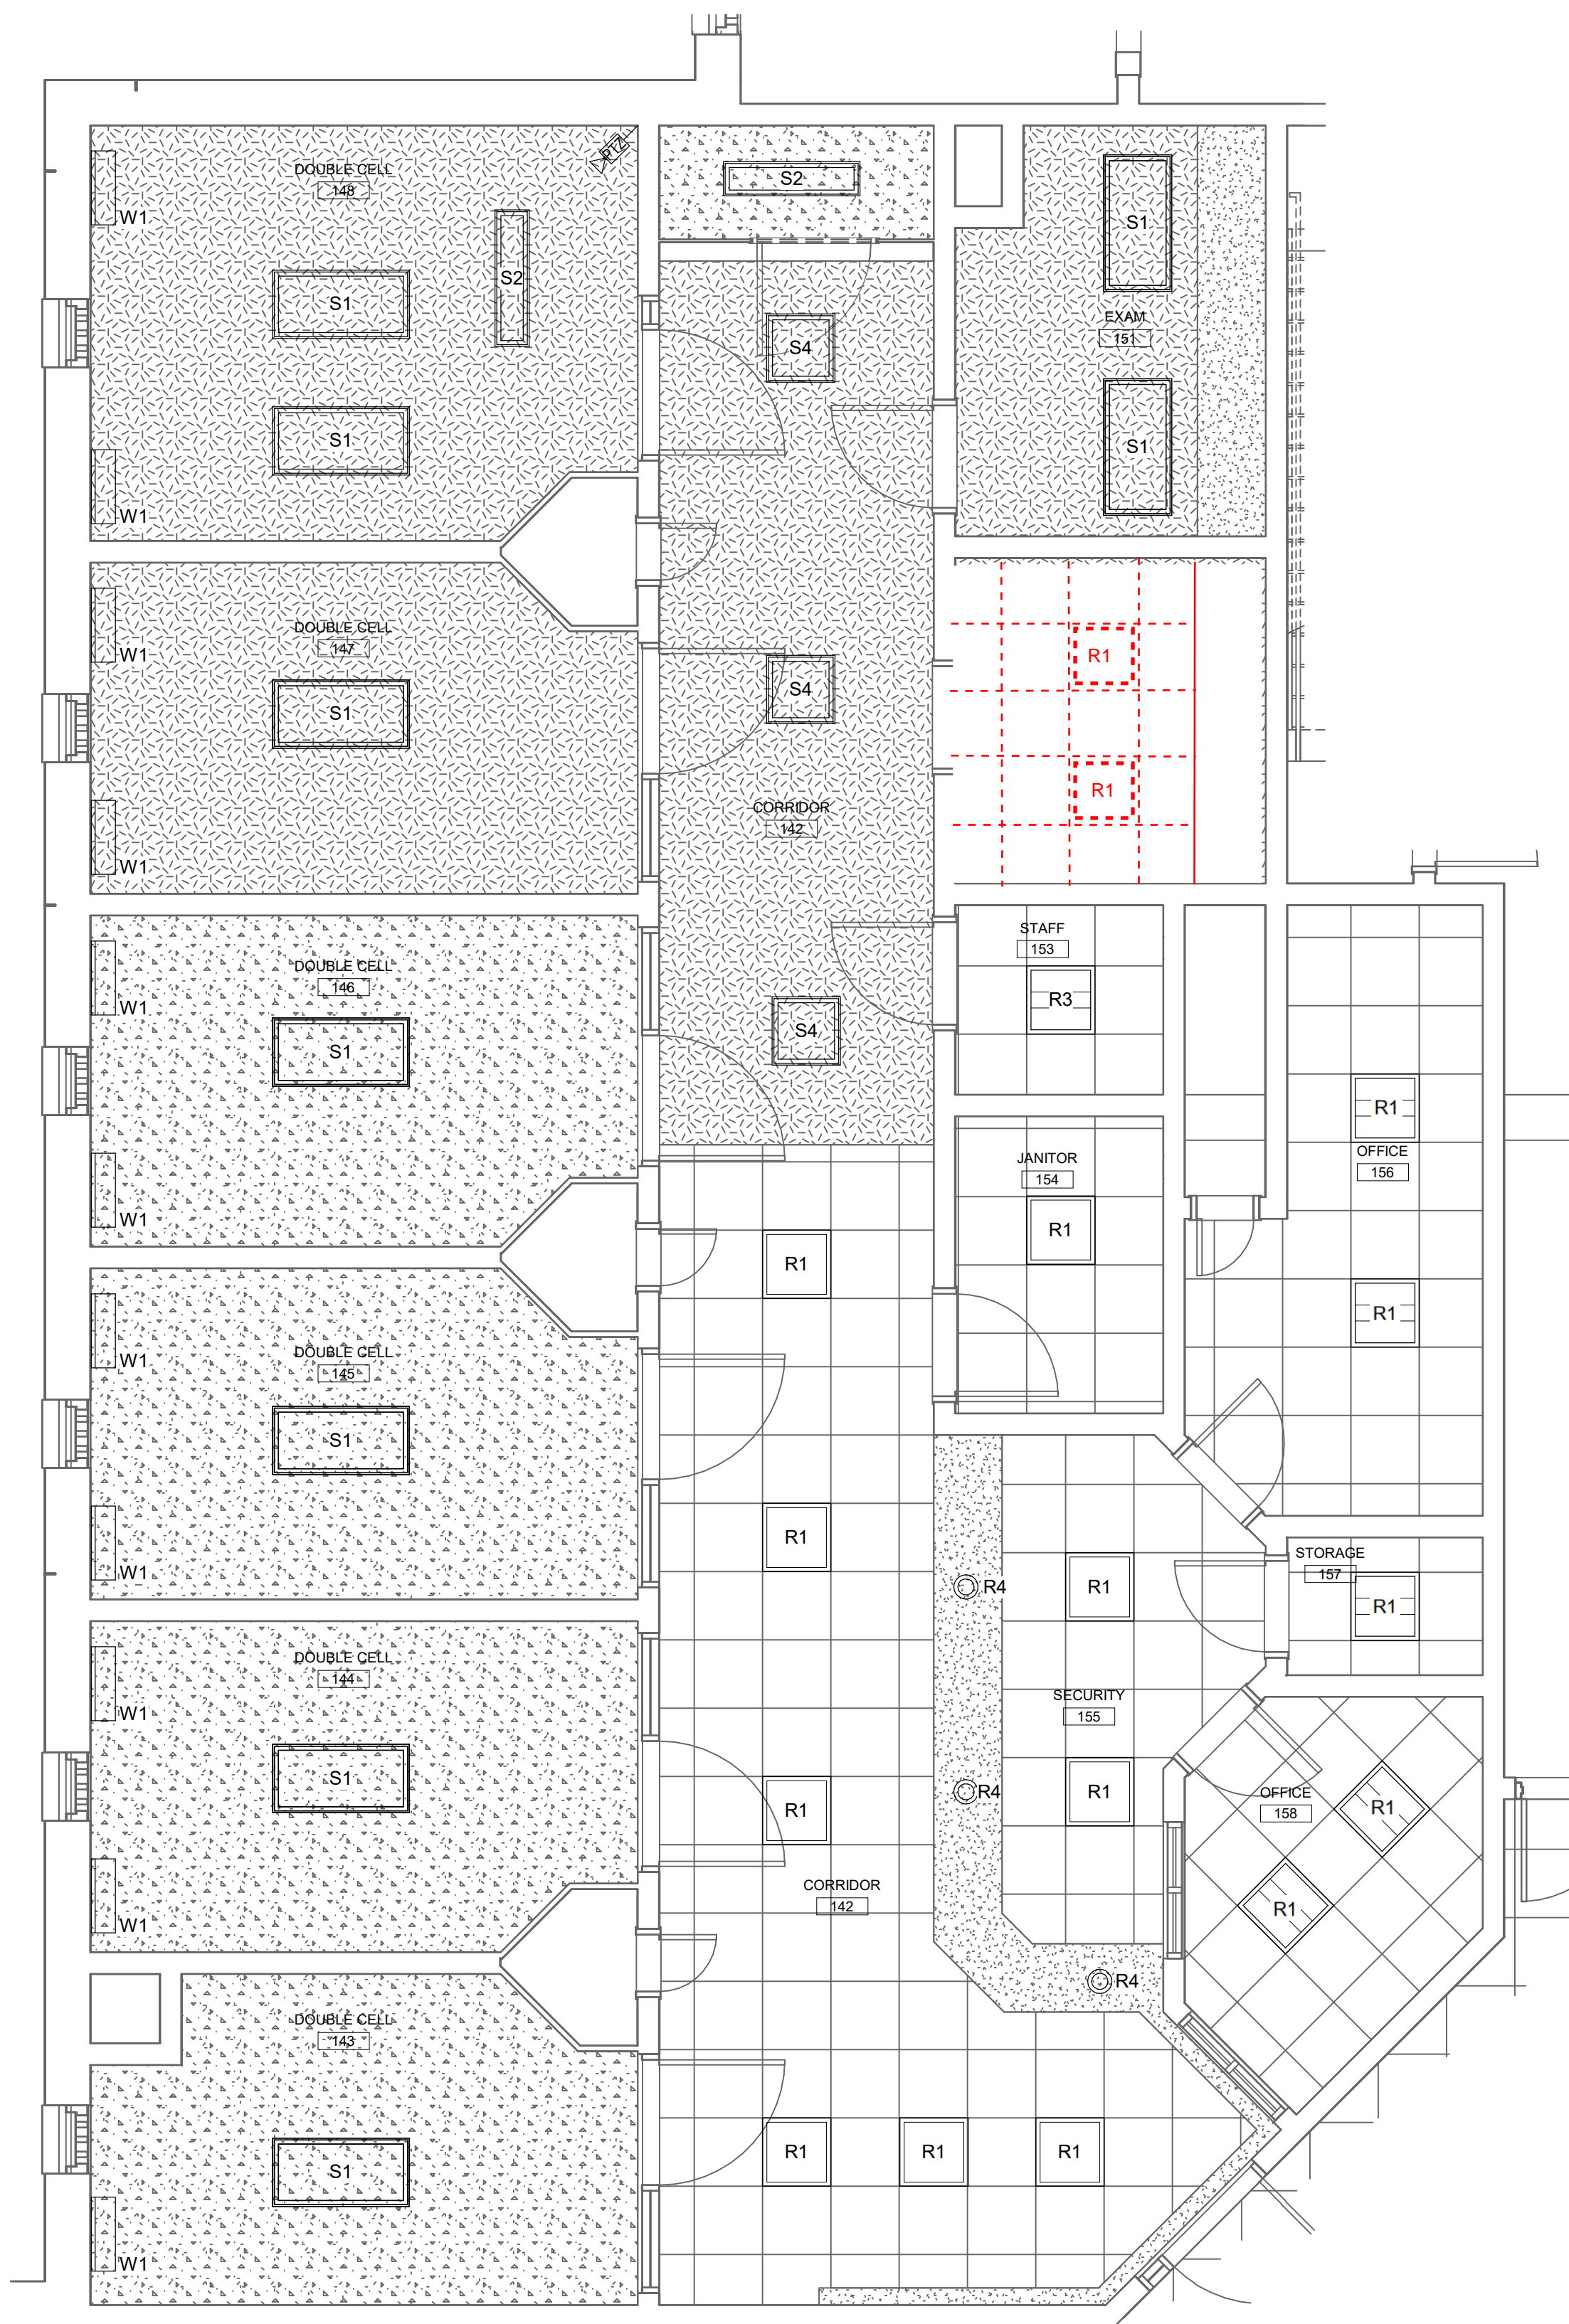 PTZ
DOUBLE CELL
148
W1
S2
S1
S2
S1
W1
S4
S1
EXAM
151
S1
DOUBLE CELL
147
W1
S1
W1
S4
CORRIDOR
142
R1
R1
DOUBLE CELL
146
W1
S1
W1
S4
STAFF
153
R3
JANITOR
154
R1
R1
OFFICE
156
R1
DOUBLE CELL
145
W1
S1
W1
R1
R1
R4
R1
STORAGE
157
R1
DOUBLE CELL
144
W1
S1
W1
R1
SECURITY
155
R4
R1
OFFICE
158
R1
R1
CORRIDOR
142
R4
DOUBLE CELL
143
S1
W1
R1
R1
R1